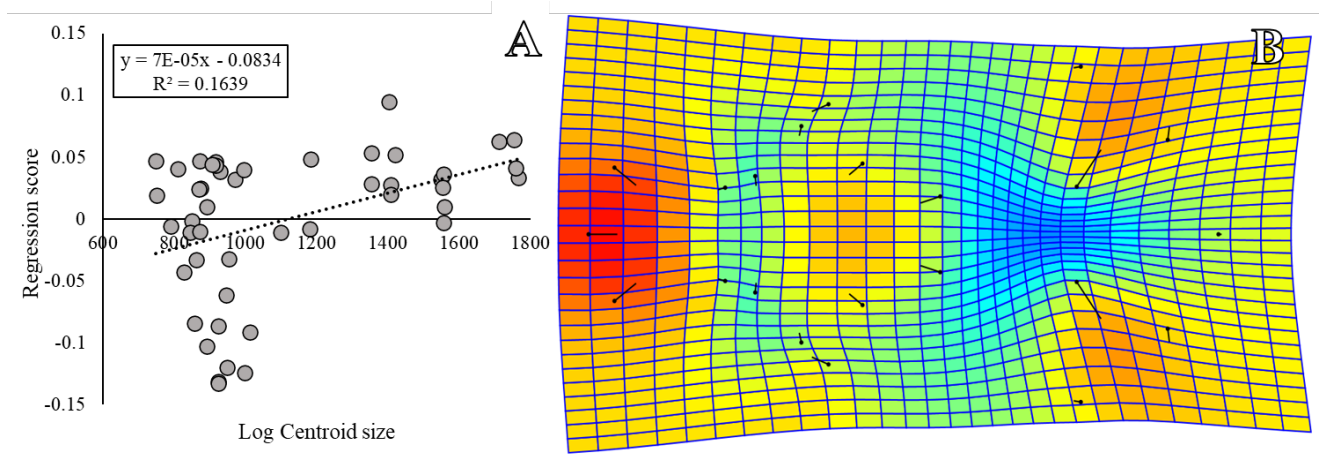 A
B
y = 7E-05x - 0.0834
R² = 0.1639
0.15
0.1
0.05
0
-0.05
-0.1
-0.15
600 800 1000 1200 1400 1600 1800
Regression score
Log Centroid size